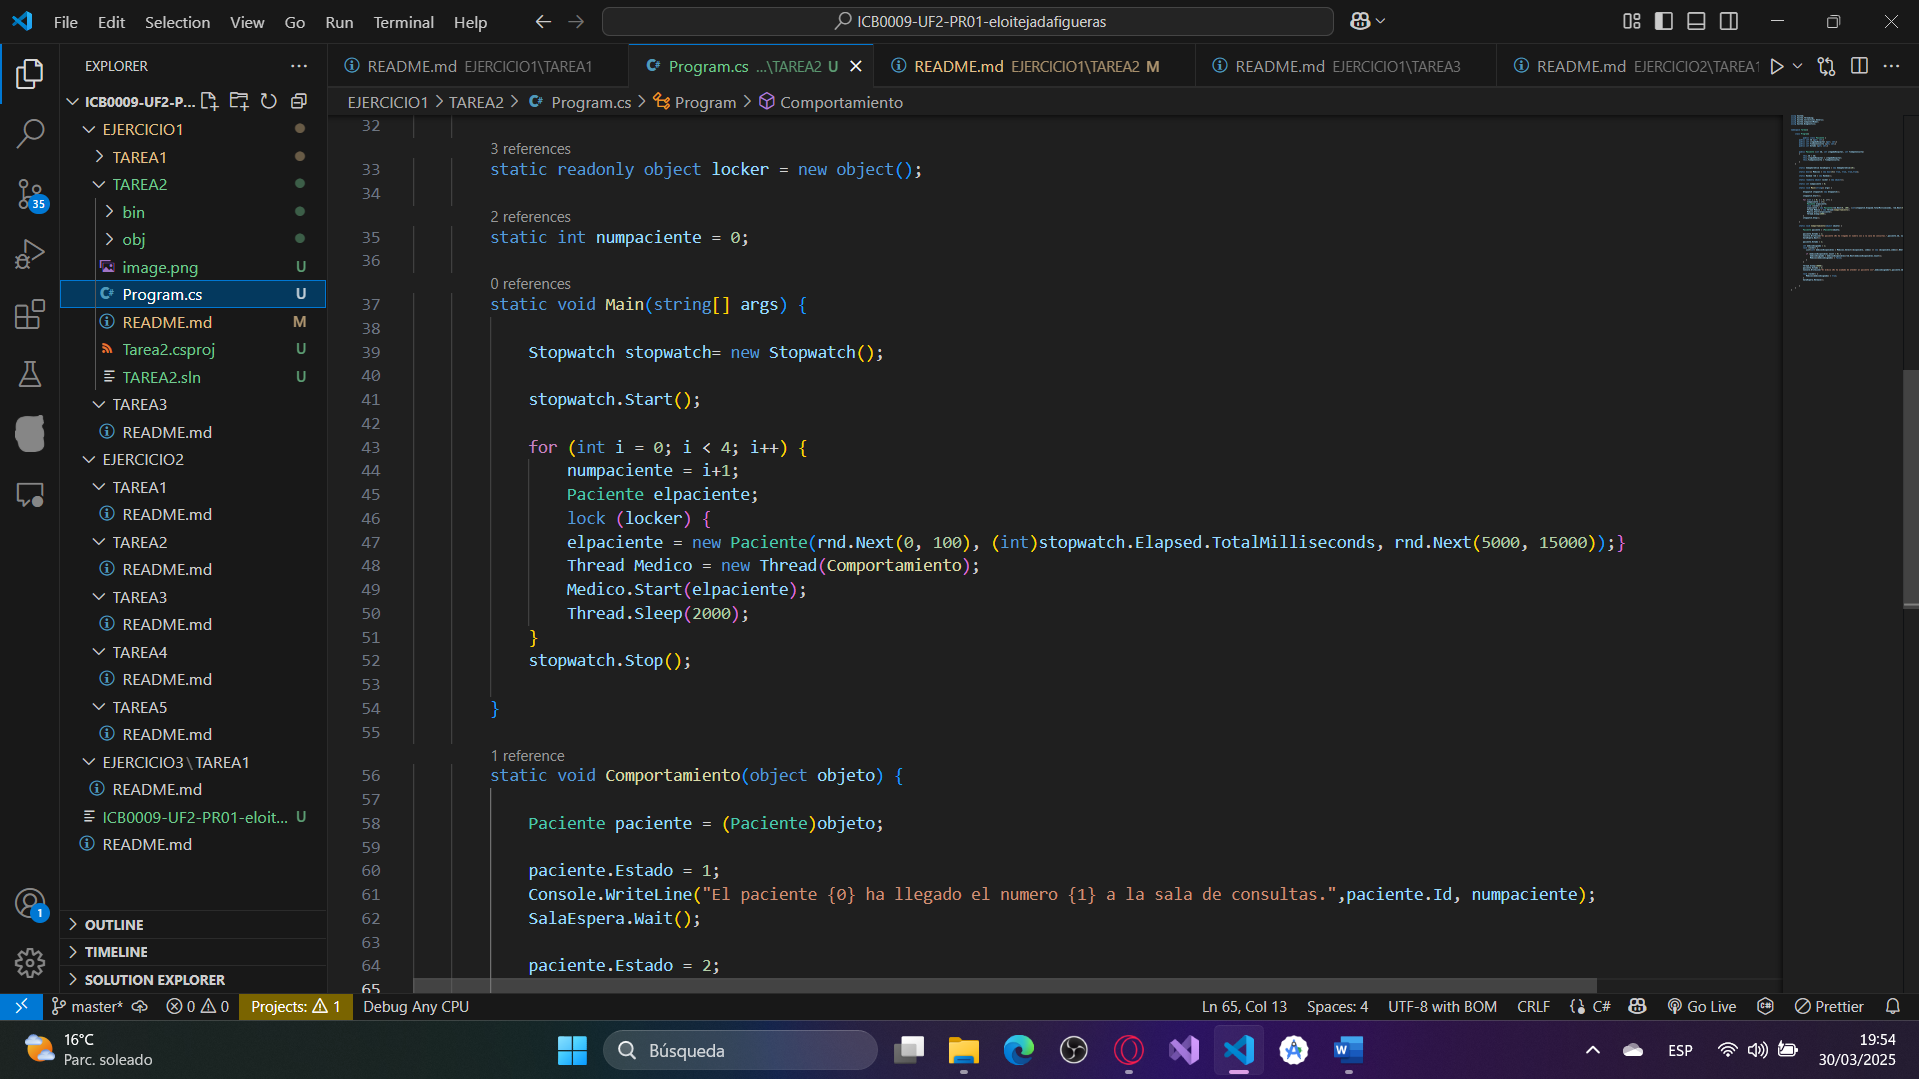 File Edit Selection View Go Run Terminal Help
ICB0009-UF2-PR01-eloitejadafigueras
EXPLORER
README.md EJERCICIO1\TAREA1
Program.cs ...\TAREA2 U
README.md EJERCICIO1\TAREA2 M
README.md EJERCICIO1\TAREA3
README.md EJERCICIO2\TAREA1
EJERCICIO1 > TAREA2 > Program.cs > Program > Comportamiento
ICB0009-UF2-P...
EJERCICIO1
TAREA1
TAREA2
bin
obj
image.png U
Program.cs U
README.md M
Tarea2.csproj U
TAREA2.sln U
TAREA3
README.md
EJERCICIO2
TAREA1
README.md
TAREA2
README.md
TAREA3
README.md
TAREA4
README.md
TAREA5
README.md
EJERCICIO3\TAREA1
README.md
ICB0009-UF2-PR01-eloit... U
README.md
OUTLINE
TIMELINE
SOLUTION EXPLORER
35
1
32
3 references
33 static readonly object locker = new object();
34
2 references
35 static int numpaciente = 0;
36
0 references
37 static void Main(string[] args) {
38
39 Stopwatch stopwatch= new Stopwatch();
40
41 stopwatch.Start();
42
43 for (int i = 0; i < 4; i++) {
44 numpaciente = i+1;
45 Paciente elpaciente;
46 lock (locker) {
47 elpaciente = new Paciente(rnd.Next(0, 100), (int)stopwatch.Elapsed.TotalMilliseconds, rnd.Next(5000, 15000));}
48 Thread Medico = new Thread(Comportamiento);
49 Medico.Start(elpaciente);
50 Thread.Sleep(2000);
51 }
52 stopwatch.Stop();
53
54 }
55
1 reference
56 static void Comportamiento(object objeto) {
57
58 Paciente paciente = (Paciente)objeto;
59
60 paciente.Estado = 1;
61 Console.WriteLine("El paciente {0} ha llegado el numero {1} a la sala de consultas.",paciente.Id, numpaciente);
62 SalaEspera.Wait();
63
64 paciente.Estado = 2;
65
master* 0 0 Projects: 1 Debug Any CPU
Ln 65, Col 13 Spaces: 4 UTF-8 with BOM CRLF {} C# Go Live Prettier
16°C
Parc. soleado
Búsqueda
ESP
19:54
30/03/2025